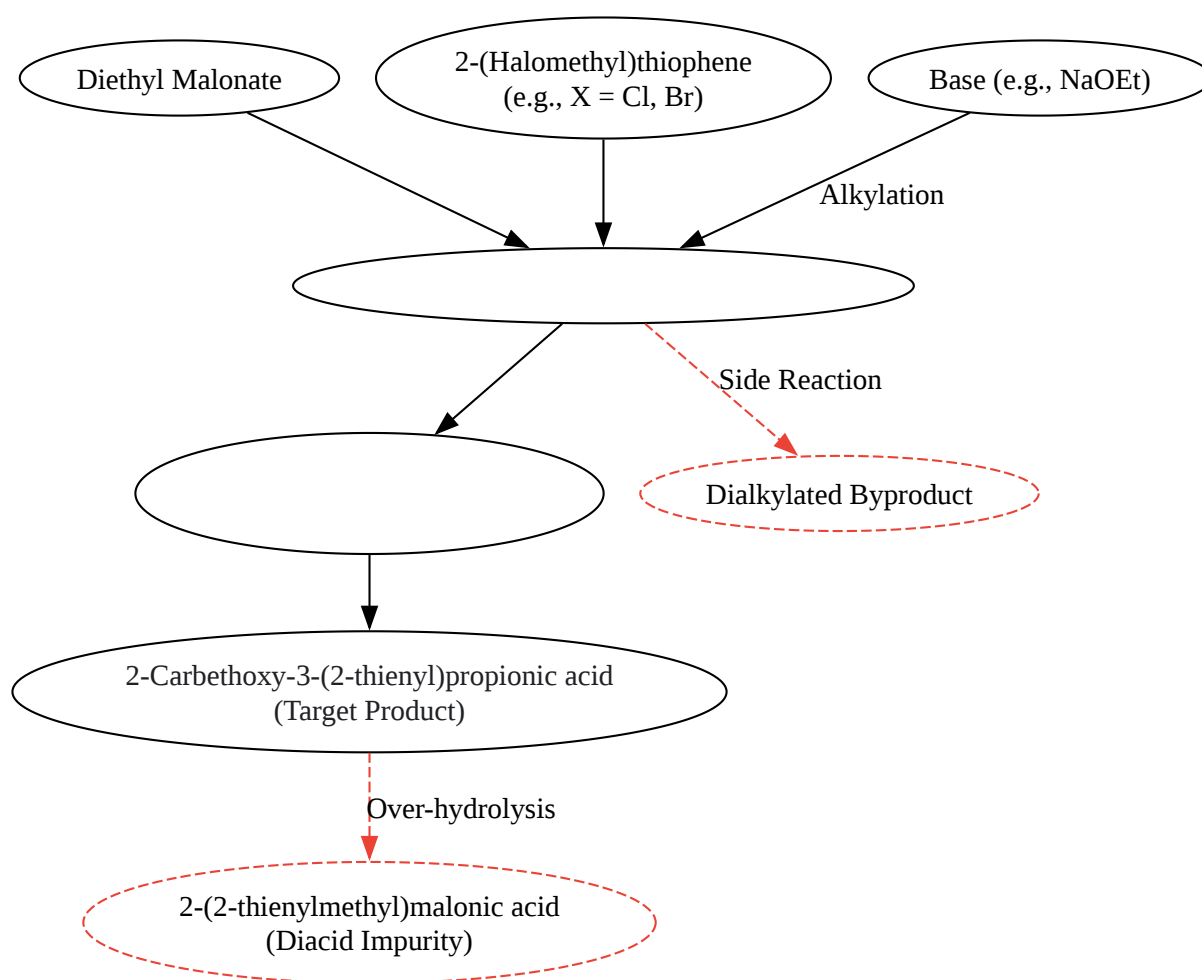 Diethyl Malonate
2-(Halomethyl)thiophene
(e.g., X = Cl, Br)
Base (e.g., NaOEt)
Alkylation
Side Reaction
Dialkylated Byproduct
2-Carbethoxy-3-(2-thienyl)propionic acid
(Target Product)
Over-hydrolysis
2-(2-thienylmethyl)malonic acid
(Diacid Impurity)